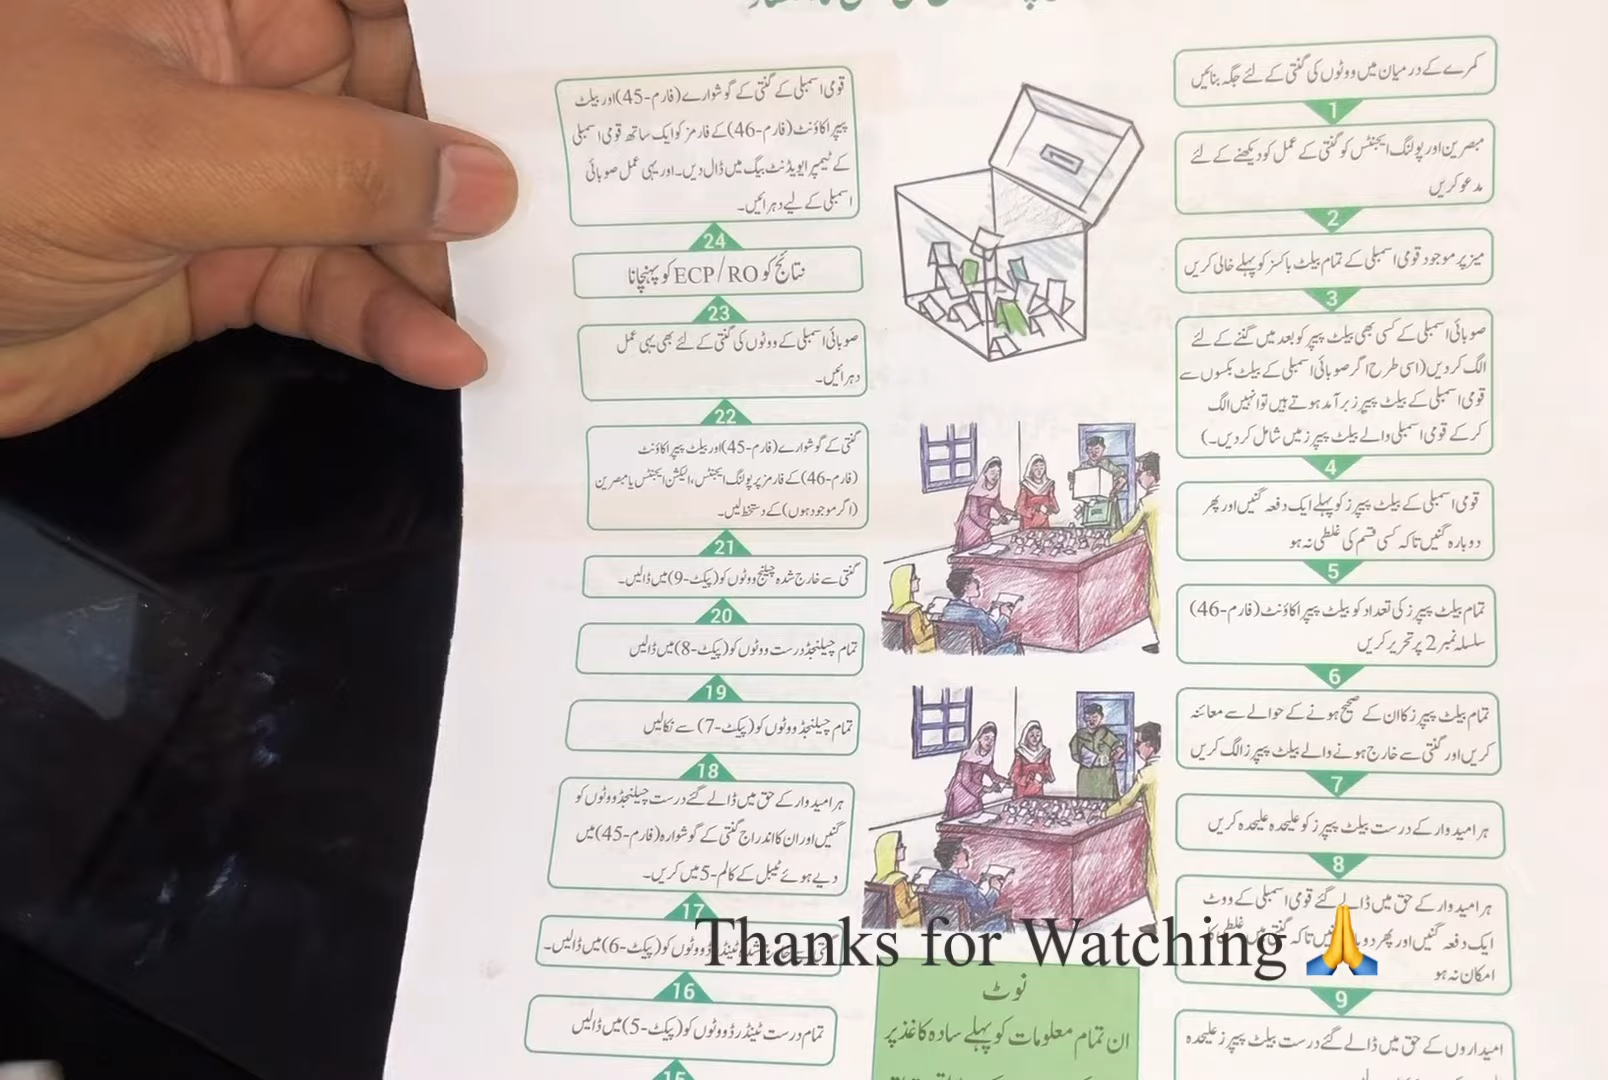 کمرے کے درمیان میں ووٹوں کی گنتی کے لئے جگہ بنائیں
1
مبصرین اور پولنگ ایجنٹس کو گنتی کے عمل کو دیکھنے کے لئے
مدعو کریں
2
میز پر موجود قومی اسمبلی کے تمام بیلٹ باکسز کو پہلے خالی کریں
3
صوبائی اسمبلی کے کسی بھی بیلٹ پیپر کو بعد میں گننے کے لئے
الگ کردیں (اسی طرح اگر صوبائی اسمبلی کے بیلٹ بکسوں سے
قومی اسمبلی کے بیلٹ پیپرز برآمد ہوتے ہیں تو انہیں الگ
کرکے قومی اسمبلی والے بیلٹ پیپرز میں شامل کردیں۔)
4
قومی اسمبلی کے بیلٹ پیپرز کو پہلے ایک دفعہ گنیں اور پھر
دوبارہ گنیں تاکہ کسی قسم کی غلطی نہ ہو
5
تمام بیلٹ پیپرز کی تعداد کو بیلٹ پیپر اکاؤنٹ (فارم-46)
سلسلہ نمبر 2 پر تحریر کریں
6
تمام بیلٹ پیپرز کا ان کے صحیح ہونے کے حوالے سے معائنہ
کریں اور گنتی سے خارج ہونے والے بیلٹ پیپرز الگ کریں
7
ہر امیدوار کے درست بیلٹ پیپرز کو علیحدہ علیحدہ کریں
8
ہر امیدوار کے حق میں ڈالے گئے قومی اسمبلی کے ووٹ
ایک دفعہ گنیں اور پھر
امکان نہ ہو
9
امیداروں کے حق میں ڈالے گئے درست بیلٹ پیپرز علیحدہ
قومی اسمبلی کے گنتی کے گوشوارے (فارم-45) اور بیلٹ
پیپر اکاؤنٹ (فارم-46) کے فارمز کو ایک ساتھ قومی اسمبلی
کے ٹیمپر ایویڈنٹ بیگ میں ڈال دیں۔ اور یہی عمل صوبائی
اسمبلی کے لیے دہرائیں۔
24
نتائج کو ECP/RO کو پہنچانا
23
صوبائی اسمبلی کے ووٹوں کی گنتی کے لئے بھی یہی عمل
دہرائیں۔
22
گنتی کے گوشوارے (فارم-45) اور بیلٹ پیپر اکاؤنٹ
(فارم-46) کے فارمز پر پولنگ ایجنٹس، الیکشن ایجنٹس یا مبصرین
(اگر موجود ہوں) کے دستخط لیں۔
21
گنتی سے خارج شدہ چیلنج ووٹوں کو (پیکٹ-9) میں ڈالیں۔
20
تمام چیلنجڈ درست ووٹوں کو (پیکٹ-8) میں ڈالیں
19
تمام چیلنجڈ ووٹوں کو (پیکٹ-7) سے نکالیں
18
ہر امیدوار کے حق میں ڈالے گئے درست چیلنجڈ ووٹوں کو
گنیں اور ان کا اندراج گنتی کے گوشوارہ (فارم-45) میں
دیے ہوئے ٹیبل کے کالم-5 میں کریں۔
17
ووٹوں کو (پیکٹ-6) میں ڈالیں۔
16
تمام درست ٹینڈرڈ ووٹوں کو (پیکٹ-5) میں ڈالیں
15
نوٹ
ان تمام معلومات کو پہلے سادہ کاغذ پر
Thanks for Watching 🙏